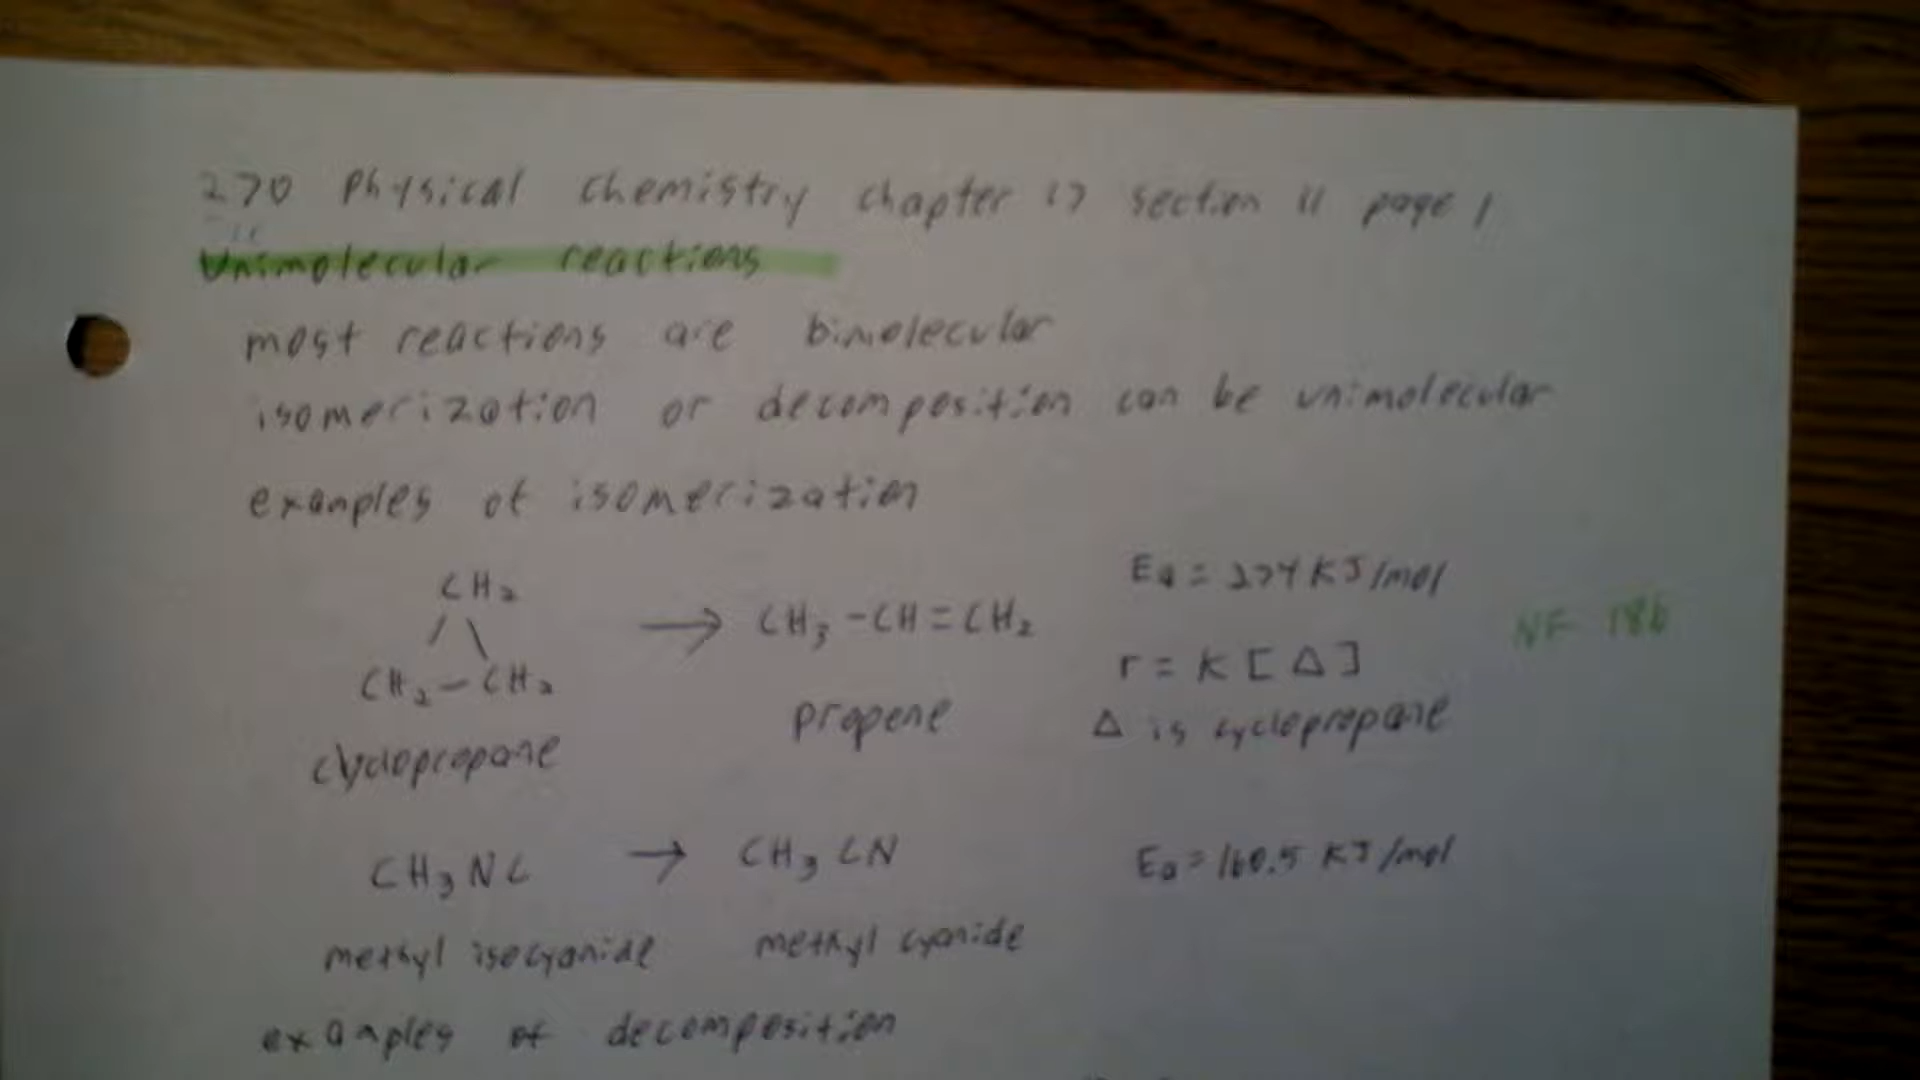 270 Physical chemistry chapter 17 section 11 page 1
Unimolecular reactions
most reactions are bimolecular
isomerization or decomposition can be unimolecular
examples of isomerization
CH₂
/ \
CH₂-CH₂ → CH₃-CH=CH₂ Ea = 274 KJ/mol
r = K[Δ] NF 186
cyclopropane propene Δ is cyclopropane
CH₃NC → CH₃CN Ea = 160.5 KJ/mol
methyl isocyanide methyl cyanide
examples of decomposition